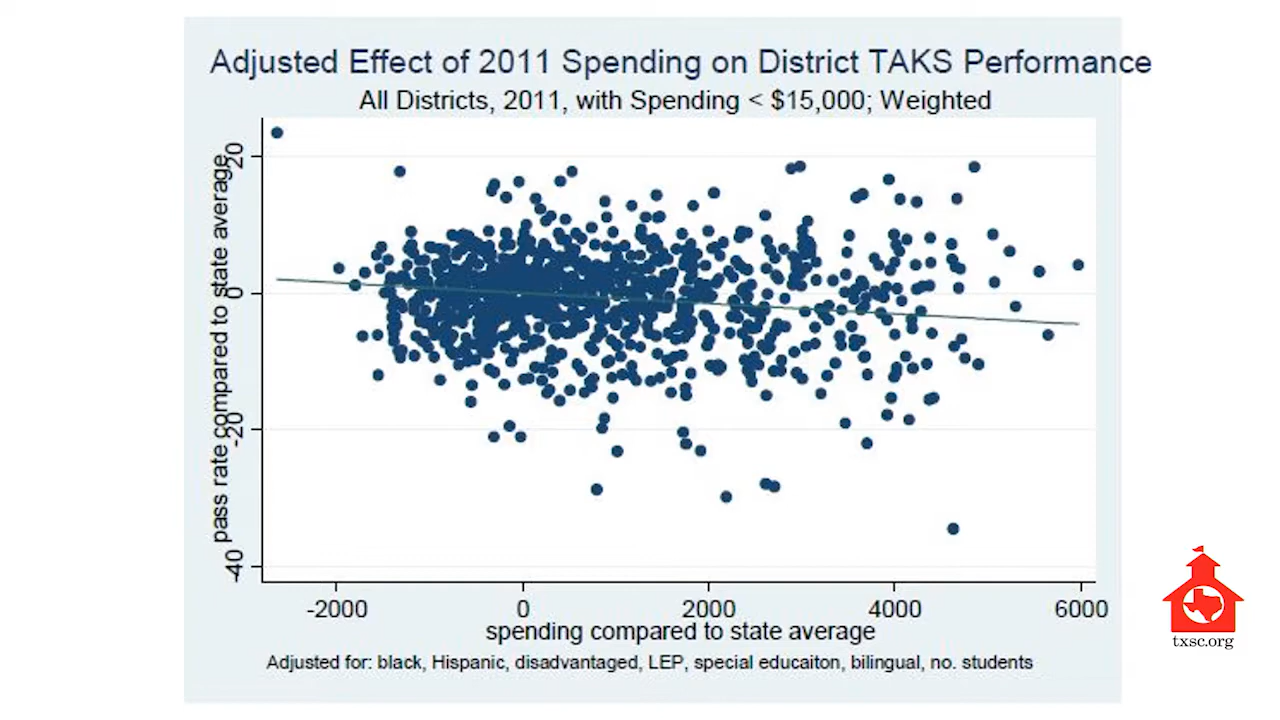 Adjusted Effect of 2011 Spending on District TAKS Performance
All Districts, 2011, with Spending < $15,000; Weighted
pass rate compared to state average
20
0
-20
-40
-2000 0 2000 4000 6000
spending compared to state average
Adjusted for: black, Hispanic, disadvantaged, LEP, special educaiton, bilingual, no. students
txsc.org